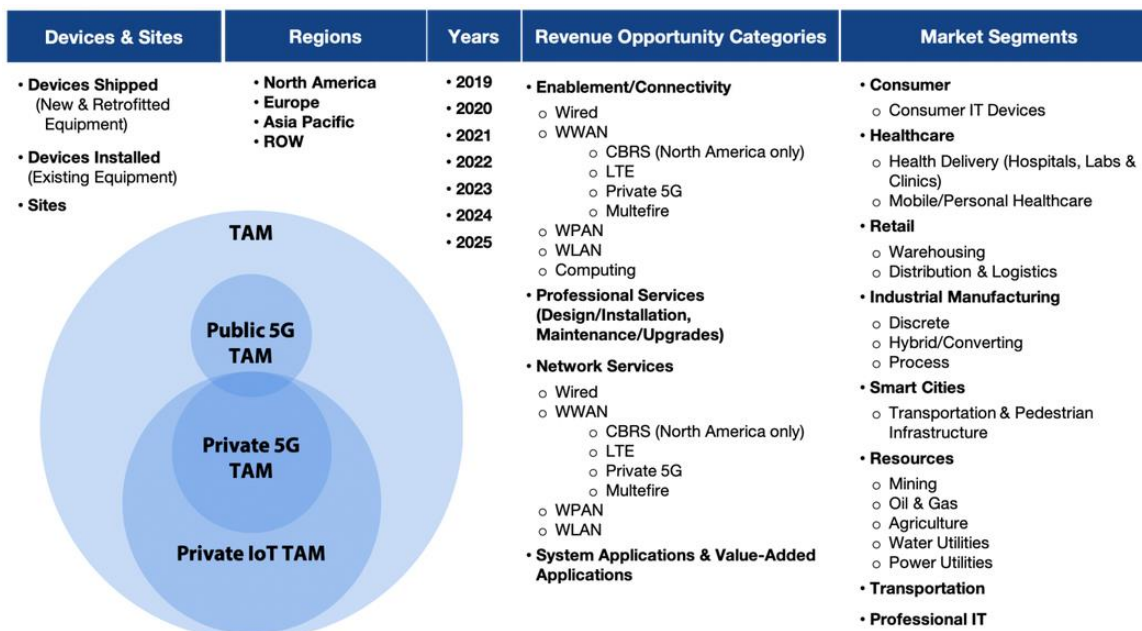 Devices & Sites
Regions
Years
Revenue Opportunity Categories
Market Segments
• Devices Shipped
(New & Retrofitted
Equipment)
• Devices Installed
(Existing Equipment)
• Sites
TAM
Public 5G
TAM
Private 5G
TAM
Private IoT TAM
• North America
• Europe
• Asia Pacific
• ROW
• 2019
• 2020
• 2021
• 2022
• 2023
• 2024
• 2025
• Enablement/Connectivity
o Wired
o WWAN
o CBRS (North America only)
o LTE
o Private 5G
o Multefire
o WPAN
o WLAN
o Computing
• Professional Services
(Design/Installation,
Maintenance/Upgrades)
• Network Services
o Wired
o WWAN
o CBRS (North America only)
o LTE
o Private 5G
o Multefire
o WPAN
o WLAN
• System Applications & Value-Added
Applications
• Consumer
o Consumer IT Devices
• Healthcare
o Health Delivery (Hospitals, Labs &
Clinics)
o Mobile/Personal Healthcare
• Retail
o Warehousing
o Distribution & Logistics
• Industrial Manufacturing
o Discrete
o Hybrid/Converting
o Process
• Smart Cities
o Transportation & Pedestrian
Infrastructure
• Resources
o Mining
o Oil & Gas
o Agriculture
o Water Utilities
o Power Utilities
• Transportation
• Professional IT